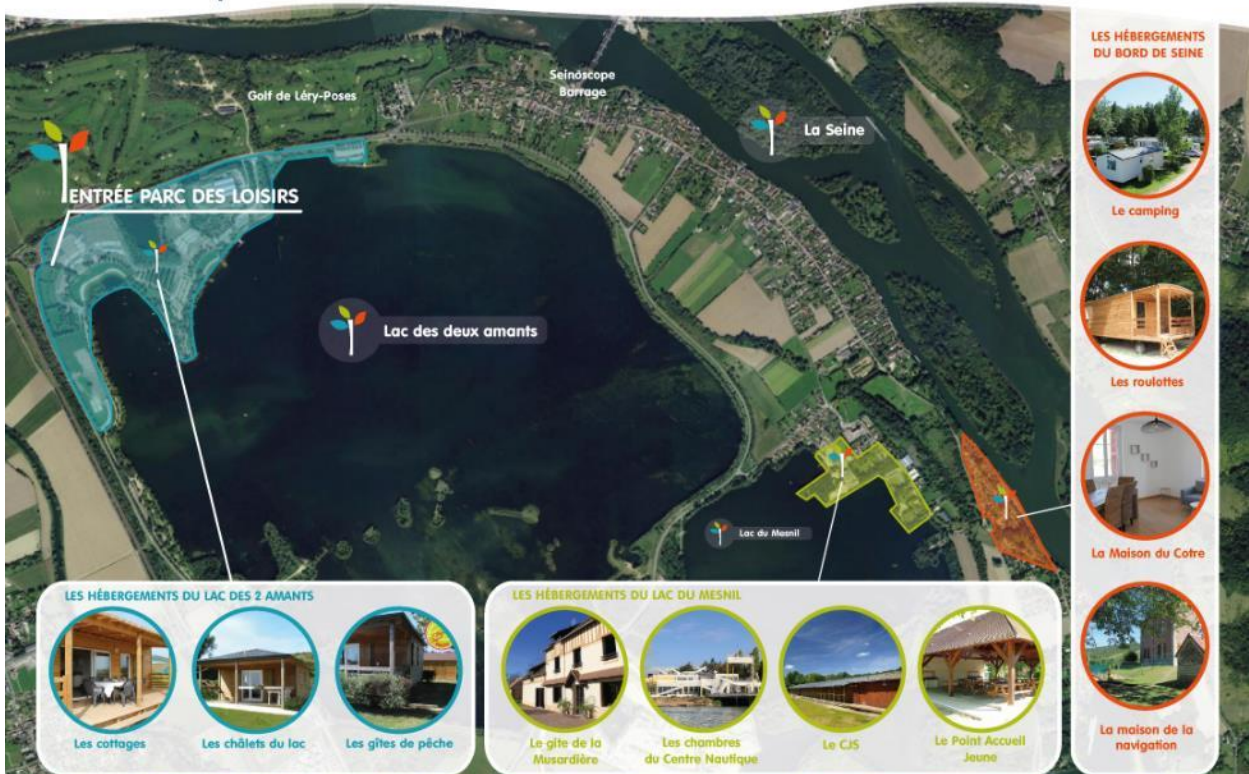 Golf de Léry-Poses
Seinoscope
Barrage
La Seine
ENTRÉE PARC DES LOISIRS
Lac des deux amants
Lac du Mesnil
LES HÉBERGEMENTS
DU BORD DE SEINE
Le camping
Les roulottes
La Maison du Cotre
La maison de la
navigation
LES HÉBERGEMENTS DU LAC DES 2 AMANTS
Les cottages
Les châlets du lac
Les gîtes de pêche
LES HÉBERGEMENTS DU LAC DU MESNIL
Le gite de la
Musardière
Les chambres
du Centre Nautique
Le CJS
Le Point Accueil
Jeune